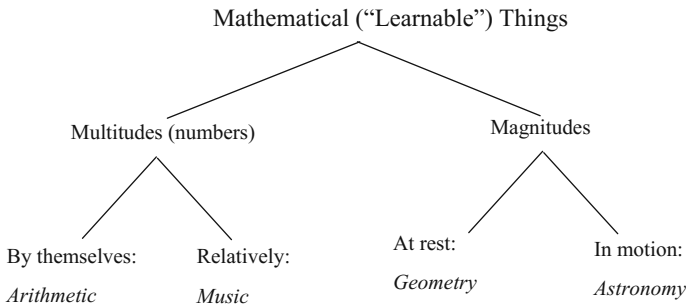 Mathematical (“Learnable”) Things
Multitudes (numbers)
Magnitudes
By themselves:
Arithmetic
Relatively:
Music
At rest:
Geometry
In motion:
Astronomy